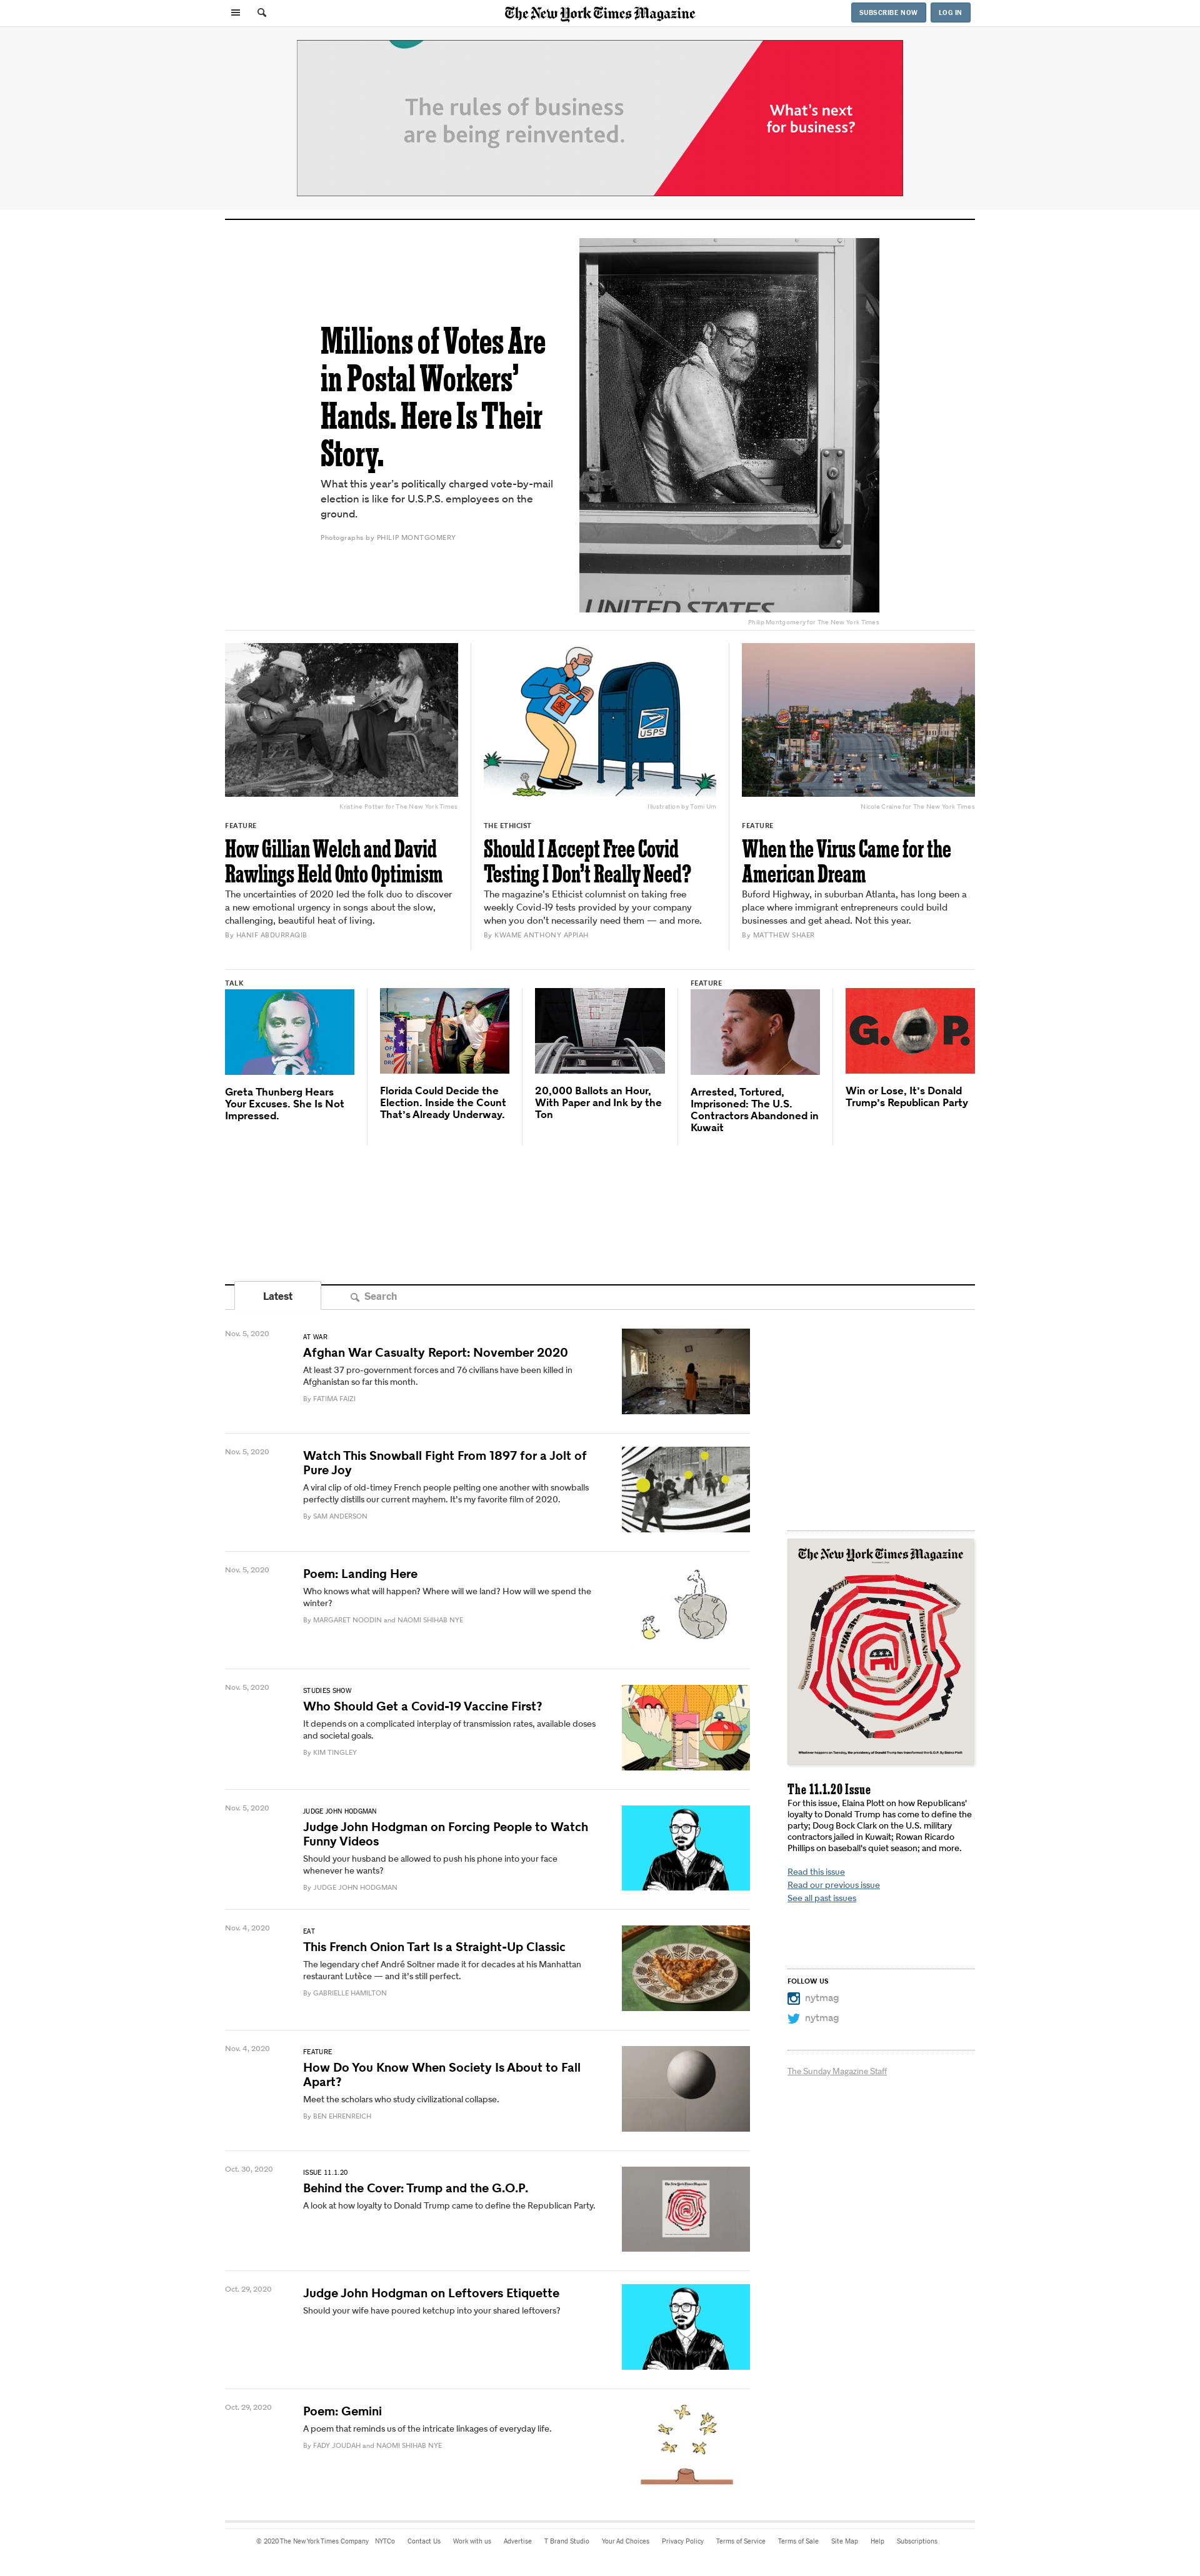 The New York Times Magazine
SUBSCRIBE NOW
LOG IN
The rules of business
are being reinvented.
What's next
for business?
Millions of Votes Are
in Postal Workers’
Hands. Here Is Their
Story.
What this year’s politically charged vote-by-mail
election is like for U.S.P.S. employees on the
ground.
Photographs by PHILIP MONTGOMERY
UNITED STATES
Philip Montgomery for The New York Times
Kristine Potter for The New York Times
FEATURE
How Gillian Welch and David
Rawlings Held Onto Optimism
The uncertainties of 2020 led the folk duo to discover
a new emotional urgency in songs about the slow,
challenging, beautiful heat of living.
By HANIF ABDURRAQIB
USPS
Illustration by Tomi Um
THE ETHICIST
Should I Accept Free Covid
Testing I Don’t Really Need?
The magazine’s Ethicist columnist on taking free
weekly Covid-19 tests provided by your company
when you don’t necessarily need them — and more.
By KWAME ANTHONY APPIAH
Nicole Craine for The New York Times
FEATURE
When the Virus Came for the
American Dream
Buford Highway, in suburban Atlanta, has long been a
place where immigrant entrepreneurs could build
businesses and get ahead. Not this year.
By MATTHEW SHAER
TALK
Greta Thunberg Hears
Your Excuses. She Is Not
Impressed.
Florida Could Decide the
Election. Inside the Count
That’s Already Underway.
20,000 Ballots an Hour,
With Paper and Ink by the
Ton
FEATURE
Arrested, Tortured,
Imprisoned: The U.S.
Contractors Abandoned in
Kuwait
G.O.P.
Win or Lose, It’s Donald
Trump’s Republican Party
Latest
Search
Nov. 5, 2020
AT WAR
Afghan War Casualty Report: November 2020
At least 37 pro-government forces and 76 civilians have been killed in
Afghanistan so far this month.
By FATIMA FAIZI
Nov. 5, 2020
Watch This Snowball Fight From 1897 for a Jolt of
Pure Joy
A viral clip of old-timey French people pelting one another with snowballs
perfectly distills our current mayhem. It’s my favorite film of 2020.
By SAM ANDERSON
Nov. 5, 2020
Poem: Landing Here
Who knows what will happen? Where will we land? How will we spend the
winter?
By MARGARET NOODIN and NAOMI SHIHAB NYE
Nov. 5, 2020
STUDIES SHOW
Who Should Get a Covid-19 Vaccine First?
It depends on a complicated interplay of transmission rates, available doses
and societal goals.
By KIM TINGLEY
Nov. 5, 2020
JUDGE JOHN HODGMAN
Judge John Hodgman on Forcing People to Watch
Funny Videos
Should your husband be allowed to push his phone into your face
whenever he wants?
By JUDGE JOHN HODGMAN
Nov. 4, 2020
EAT
This French Onion Tart Is a Straight-Up Classic
The legendary chef André Soltner made it for decades at his Manhattan
restaurant Lutèce — and it’s still perfect.
By GABRIELLE HAMILTON
Nov. 4, 2020
FEATURE
How Do You Know When Society Is About to Fall
Apart?
Meet the scholars who study civilizational collapse.
By BEN EHRENREICH
Oct. 30, 2020
ISSUE 11.1.20
Behind the Cover: Trump and the G.O.P.
A look at how loyalty to Donald Trump came to define the Republican Party.
Oct. 29, 2020
Judge John Hodgman on Leftovers Etiquette
Should your wife have poured ketchup into your shared leftovers?
Oct. 29, 2020
Poem: Gemini
A poem that reminds us of the intricate linkages of everyday life.
By FADY JOUDAH and NAOMI SHIHAB NYE
The New York Times Magazine
Whatever happens on Tuesday, the presidency of Donald Trump has transformed the G.O.P. By Elaina Plott
The 11.1.20 Issue
For this issue, Elaina Plott on how Republicans'
loyalty to Donald Trump has come to define the
party; Doug Bock Clark on the U.S. military
contractors jailed in Kuwait; Rowan Ricardo
Phillips on baseball's quiet season; and more.
Read this issue
Read our previous issue
See all past issues
FOLLOW US
nytmag
nytmag
The Sunday Magazine Staff
© 2020 The New York Times Company NYTCo Contact Us Work with us Advertise T Brand Studio Your Ad Choices Privacy Policy Terms of Service Terms of Sale Site Map Help Subscriptions